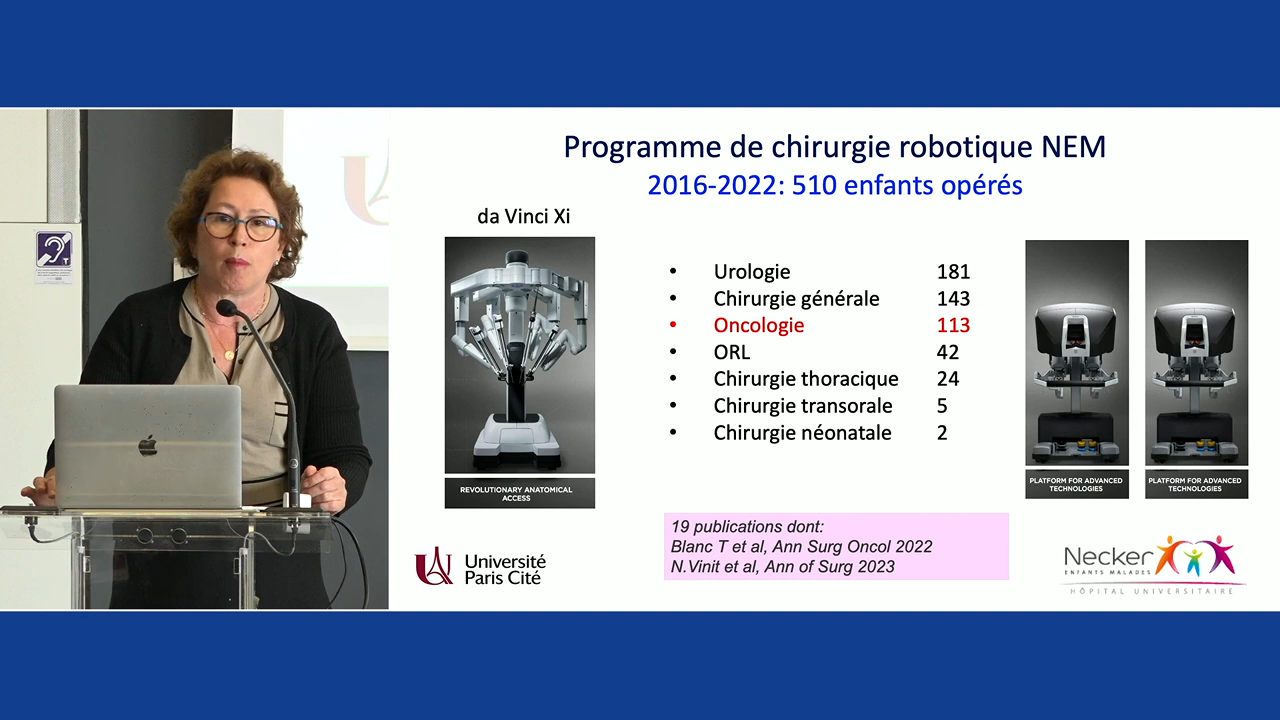 Programme de chirurgie robotique NEM
2016-2022: 510 enfants opérés
da Vinci Xi
• Urologie 181
• Chirurgie générale 143
• Oncologie 113
• ORL 42
• Chirurgie thoracique 24
• Chirurgie transorale 5
• Chirurgie néonatale 2
REVOLUTIONARY ANATOMICAL
ACCESS
PLATFORM FOR ADVANCED
TECHNOLOGIES
PLATFORM FOR ADVANCED
TECHNOLOGIES
19 publications dont:
Blanc T et al, Ann Surg Oncol 2022
N.Vinit et al, Ann of Surg 2023
Université
Paris Cité
Necker
ENFANTS MALADES
HÔPITAL UNIVERSITAIRE